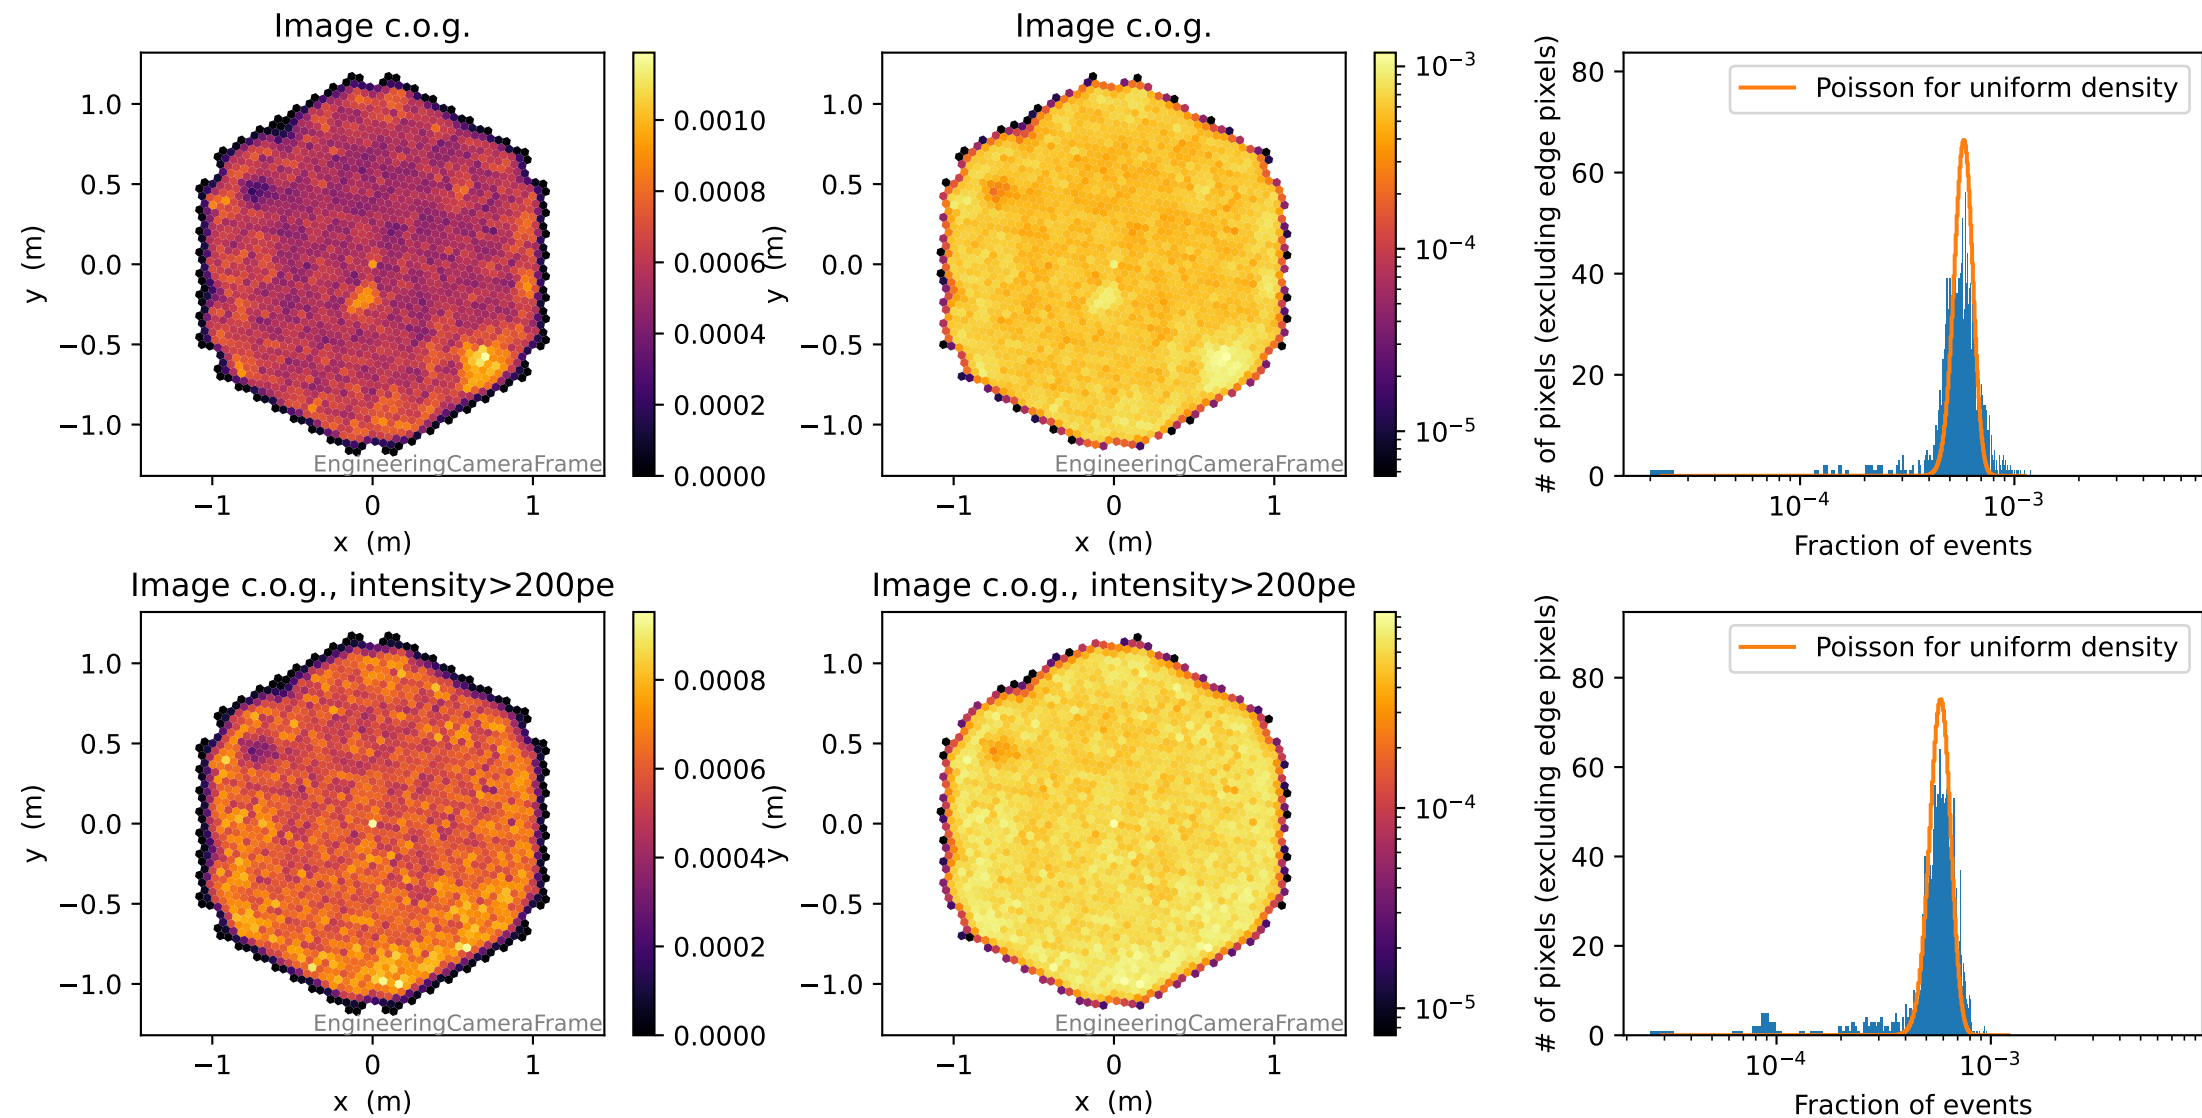 Image c.o.g.
1.0
0.5
0.0
−0.5
−1.0
y (m)
−1
0
1
x (m)
EngineeringCameraFrame
0.0010
0.0008
0.0006
0.0004
0.0002
0.0000
Image c.o.g.
1.0
0.5
0.0
−0.5
−1.0
y (m)
−1
0
1
x (m)
EngineeringCameraFrame
10⁻³
10⁻⁴
10⁻⁵
# of pixels (excluding edge pixels)
80
60
40
20
0
Poisson for uniform density
10⁻⁴
10⁻³
Fraction of events
Image c.o.g., intensity>200pe
1.0
0.5
0.0
−0.5
−1.0
y (m)
−1
0
1
x (m)
EngineeringCameraFrame
0.0008
0.0006
0.0004
0.0002
0.0000
Image c.o.g., intensity>200pe
1.0
0.5
0.0
−0.5
−1.0
y (m)
−1
0
1
x (m)
EngineeringCameraFrame
10⁻⁴
10⁻⁵
# of pixels (excluding edge pixels)
80
60
40
20
0
Poisson for uniform density
10⁻⁴
10⁻³
Fraction of events